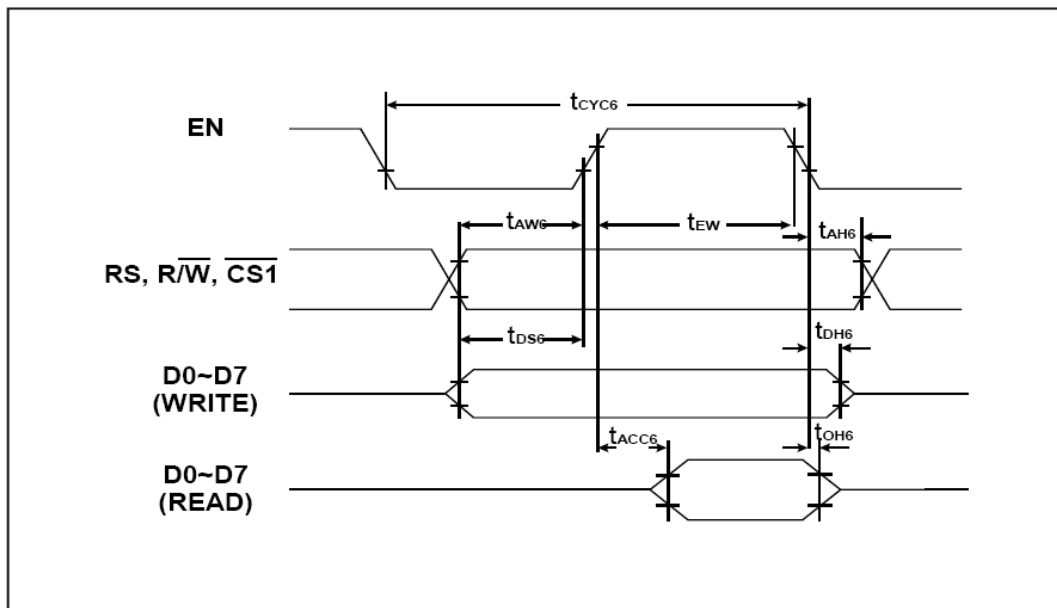 tCYC6
EN
tAW6
tEW
tAH6
RS, R/W, CS1
tDS6
tDH6
D0~D7
(WRITE)
tACC6
tOH6
D0~D7
(READ)